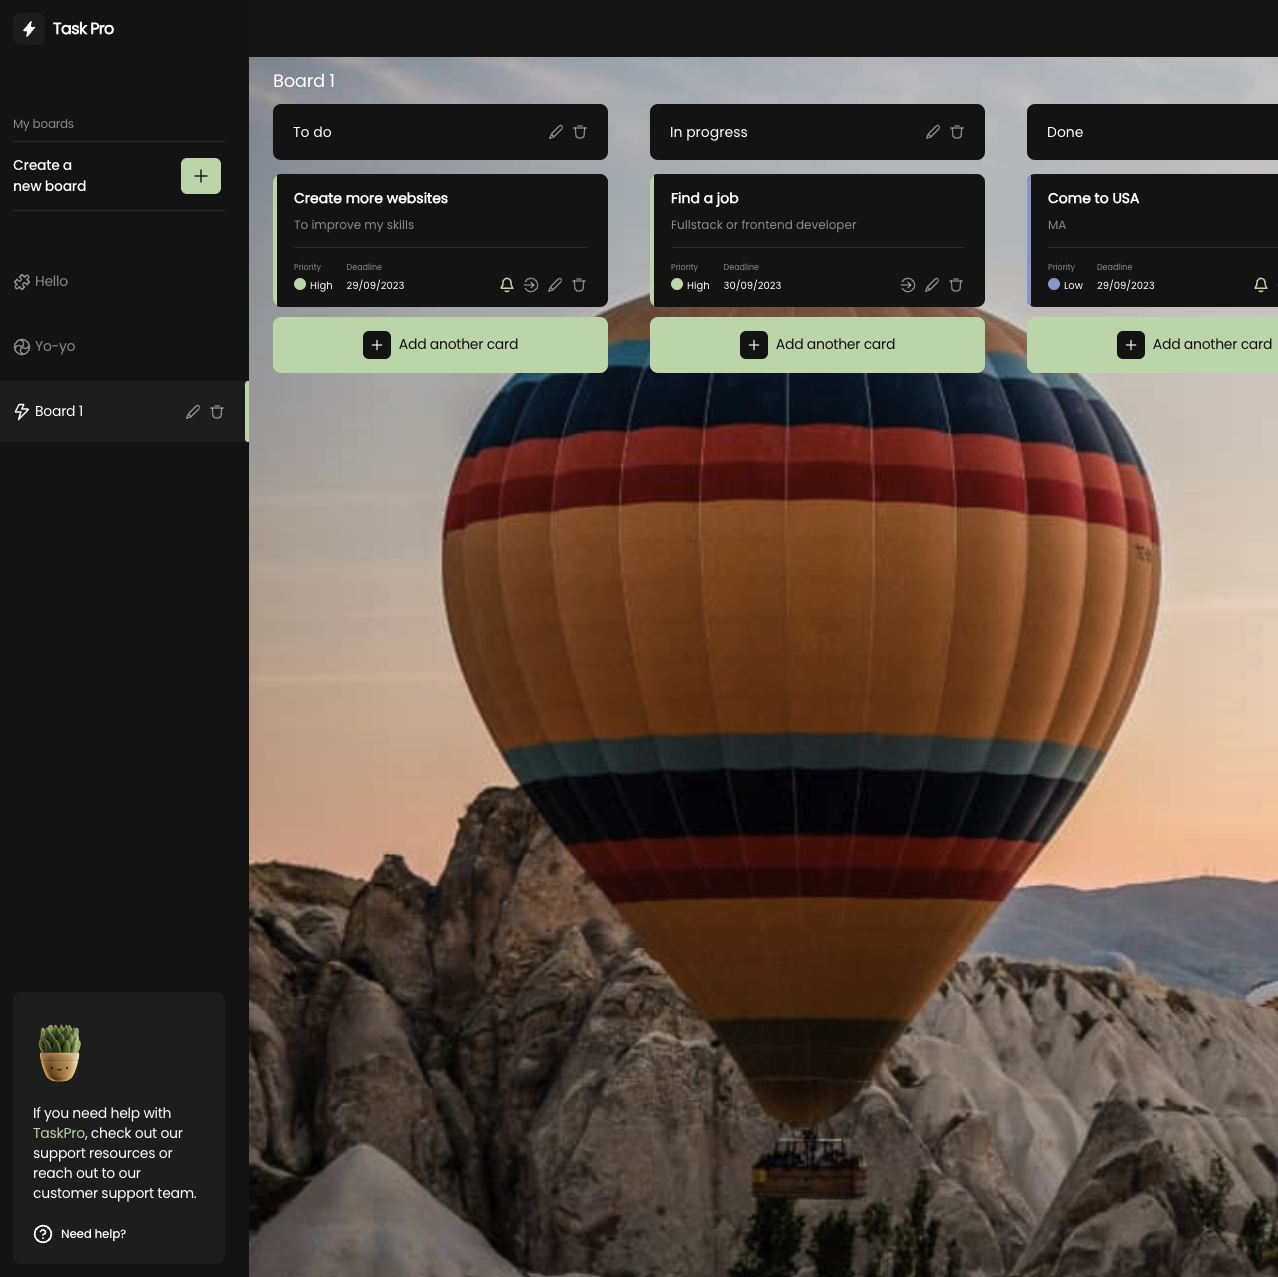 Task Pro
My boards
Create a
new board
Hello
Yo-yo
Board 1
If you need help with
TaskPro, check out our
support resources or
reach out to our
customer support team.
Need help?
Board 1
To do
Create more websites
To improve my skills
Priority Deadline
High 29/09/2023
Add another card
In progress
Find a job
Fullstack or frontend developer
Priority Deadline
High 30/09/2023
Add another card
Done
Come to USA
MA
Priority Deadline
Low 29/09/2023
Add another card